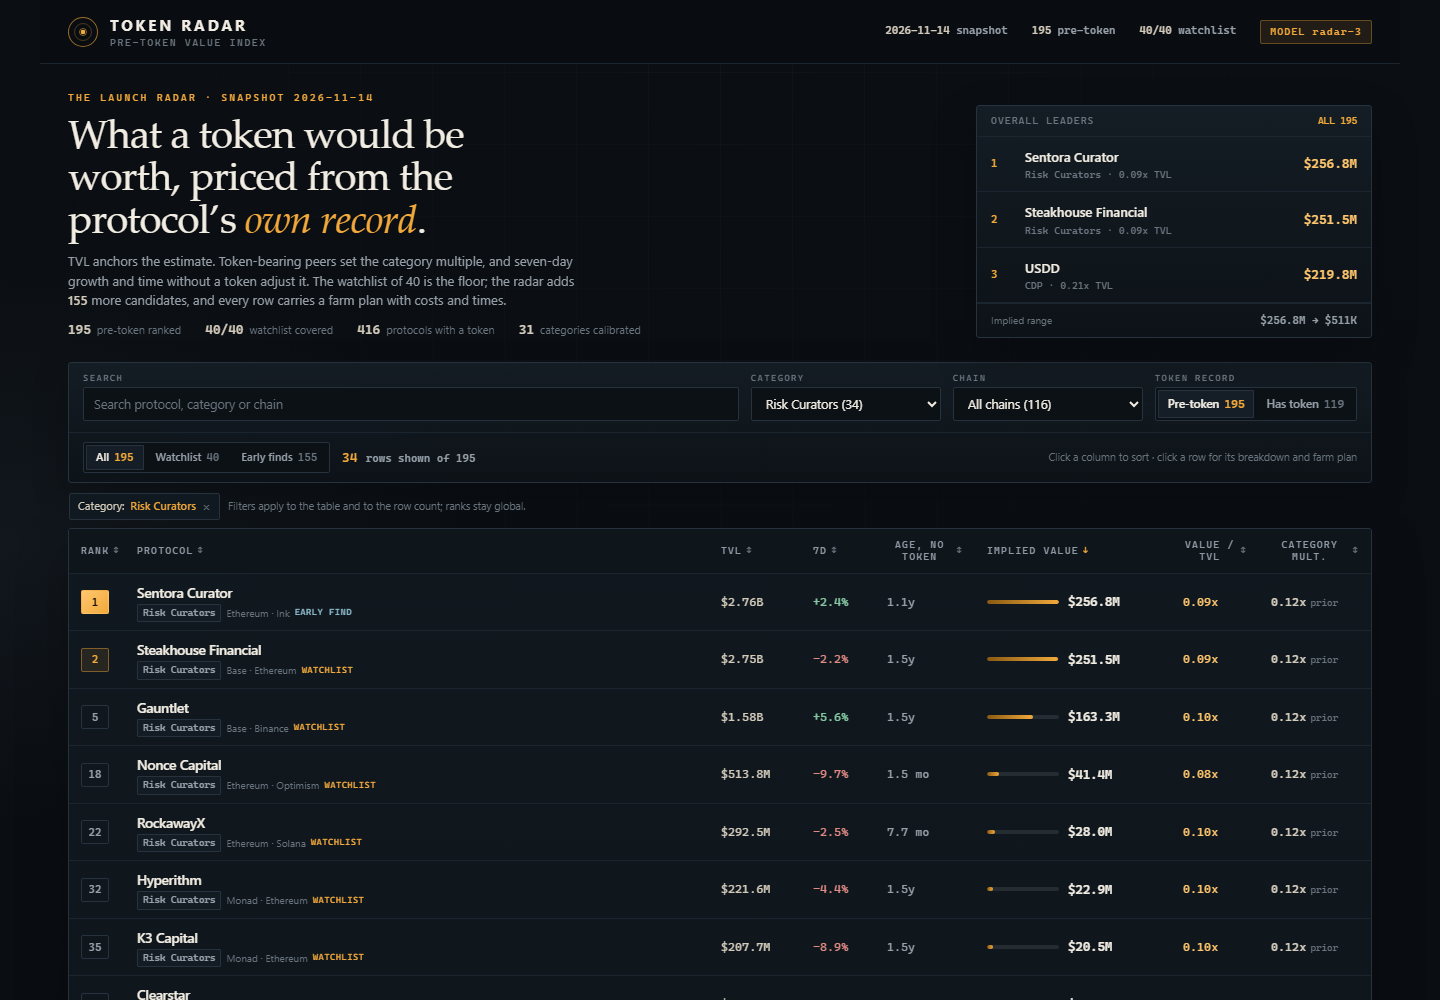 TOKEN RADAR
PRE-TOKEN VALUE INDEX
2026-11-14 snapshot 195 pre-token 40/40 watchlist MODEL radar-3
THE LAUNCH RADAR · SNAPSHOT 2026-11-14
What a token would be
worth, priced from the
protocol’s own record.
TVL anchors the estimate. Token-bearing peers set the category multiple, and seven-day
growth and time without a token adjust it. The watchlist of 40 is the floor; the radar adds
155 more candidates, and every row carries a farm plan with costs and times.
195 pre-token ranked 40/40 watchlist covered 416 protocols with a token 31 categories calibrated
OVERALL LEADERS ALL 195
1 Sentora Curator $256.8M
Risk Curators · 0.09x TVL
2 Steakhouse Financial $251.5M
Risk Curators · 0.09x TVL
3 USDD $219.8M
CDP · 0.21x TVL
Implied range $256.8M → $511K
SEARCH CATEGORY CHAIN TOKEN RECORD
Search protocol, category or chain Risk Curators (34) All chains (116) Pre-token 195 Has token 119
All 195 Watchlist 40 Early finds 155 34 rows shown of 195 Click a column to sort · click a row for its breakdown and farm plan
Category: Risk Curators × Filters apply to the table and to the row count; ranks stay global.
RANK PROTOCOL TVL 7D AGE, NO TOKEN IMPLIED VALUE ↓ VALUE / TVL CATEGORY MULT.
1 Sentora Curator $2.76B +2.4% 1.1y $256.8M 0.09x 0.12x prior
Risk Curators Ethereum · Ink EARLY FIND
2 Steakhouse Financial $2.75B −2.2% 1.5y $251.5M 0.09x 0.12x prior
Risk Curators Base · Ethereum WATCHLIST
5 Gauntlet $1.58B +5.6% 1.5y $163.3M 0.10x 0.12x prior
Risk Curators Base · Binance WATCHLIST
18 Nonce Capital $513.8M −9.7% 1.5 mo $41.4M 0.08x 0.12x prior
Risk Curators Ethereum · Optimism WATCHLIST
22 RockawayX $292.5M −2.5% 7.7 mo $28.0M 0.10x 0.12x prior
Risk Curators Ethereum · Solana WATCHLIST
32 Hyperithm $221.6M −4.4% 1.5y $22.9M 0.10x 0.12x prior
Risk Curators Monad · Ethereum WATCHLIST
35 K3 Capital $207.7M −8.9% 1.5y $20.5M 0.10x 0.12x prior
Risk Curators Monad · Ethereum WATCHLIST
Clearstar